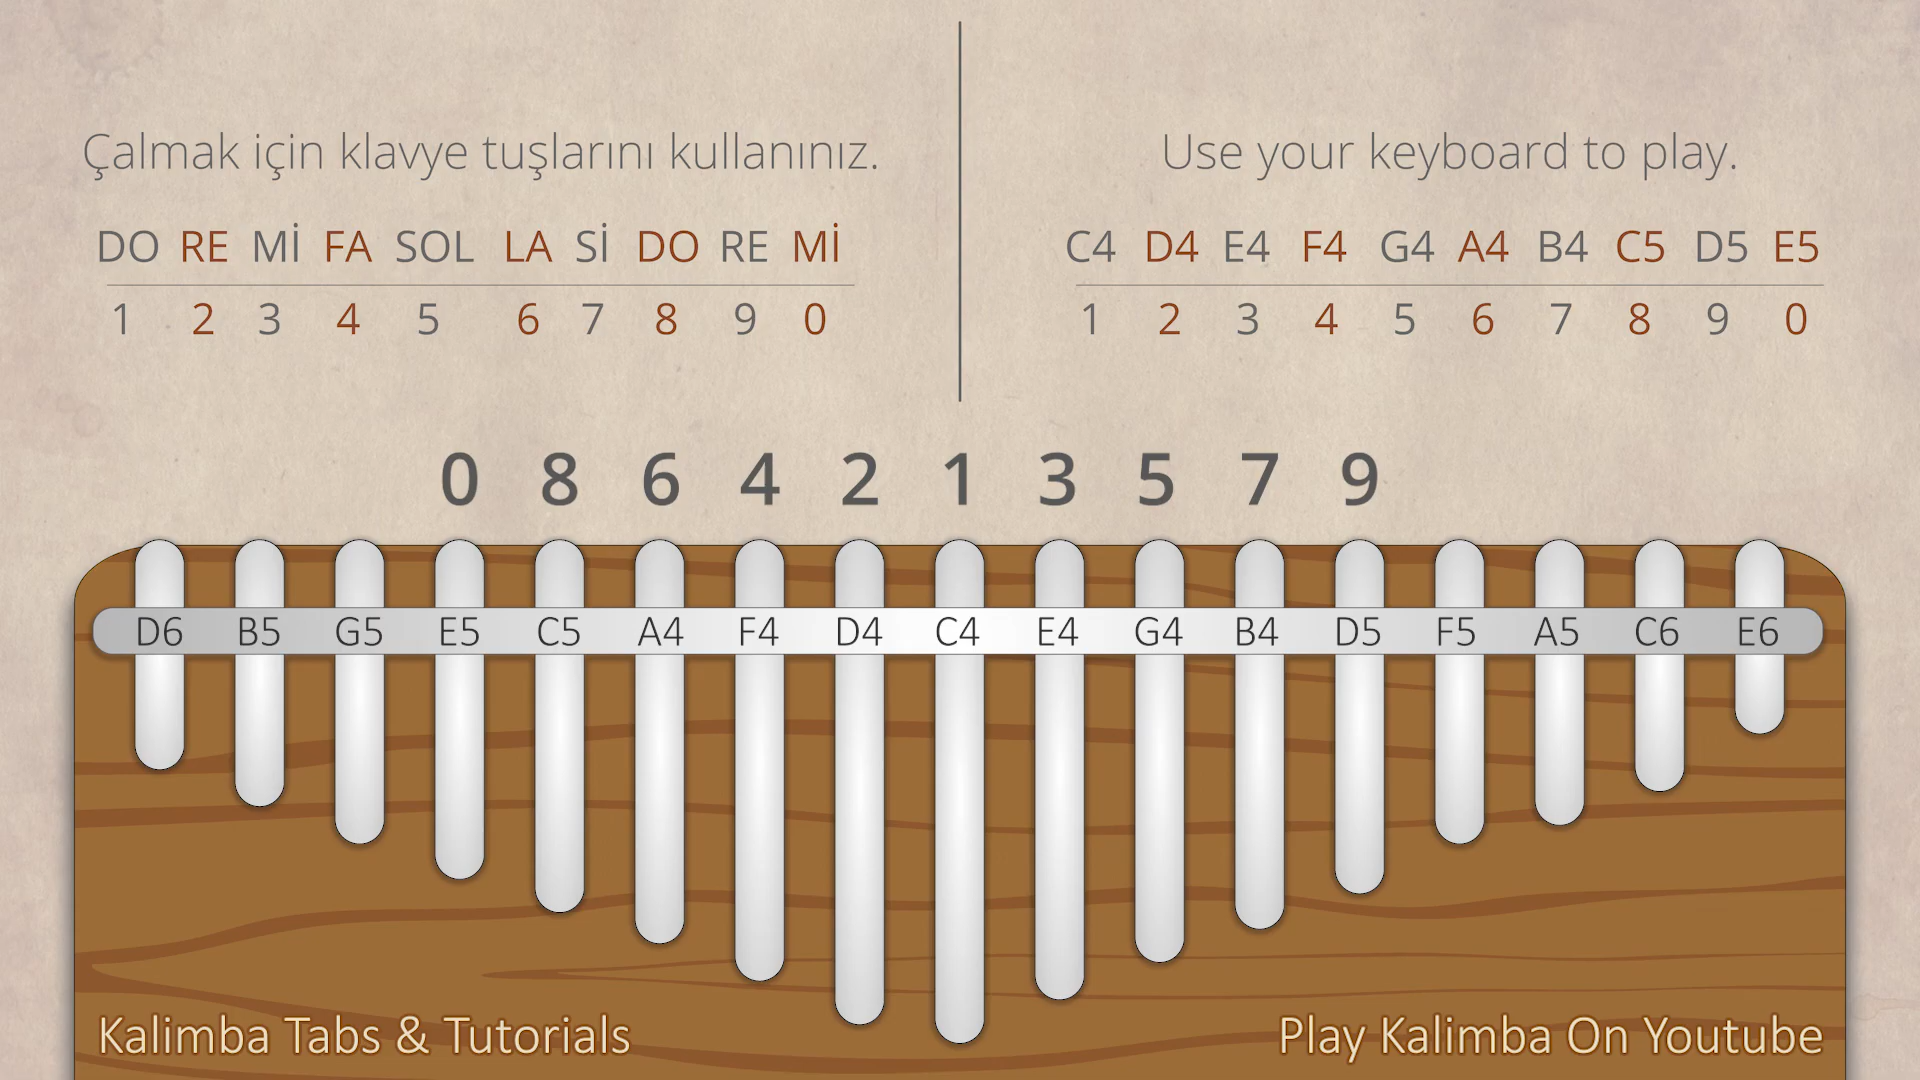 Çalmak için klavye tuşlarını kullanınız.
DO RE Mİ FA SOL LA Sİ DO RE Mİ
1 2 3 4 5 6 7 8 9 0
Use your keyboard to play.
C4 D4 E4 F4 G4 A4 B4 C5 D5 E5
1 2 3 4 5 6 7 8 9 0
0 8 6 4 2 1 3 5 7 9
D6 B5 G5 E5 C5 A4 F4 D4 C4 E4 G4 B4 D5 F5 A5 C6 E6
Kalimba Tabs & Tutorials
Play Kalimba On Youtube